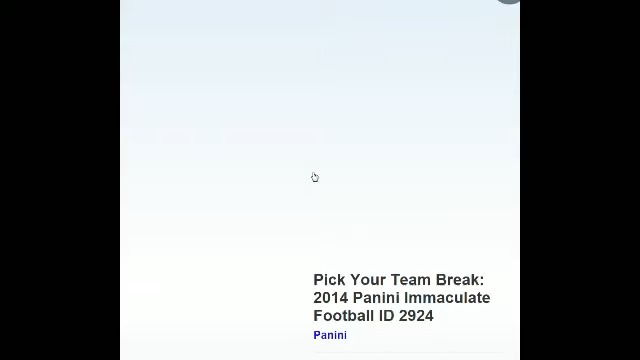 Pick Your Team Break:
2014 Panini Immaculate
Football ID 2924
Panini